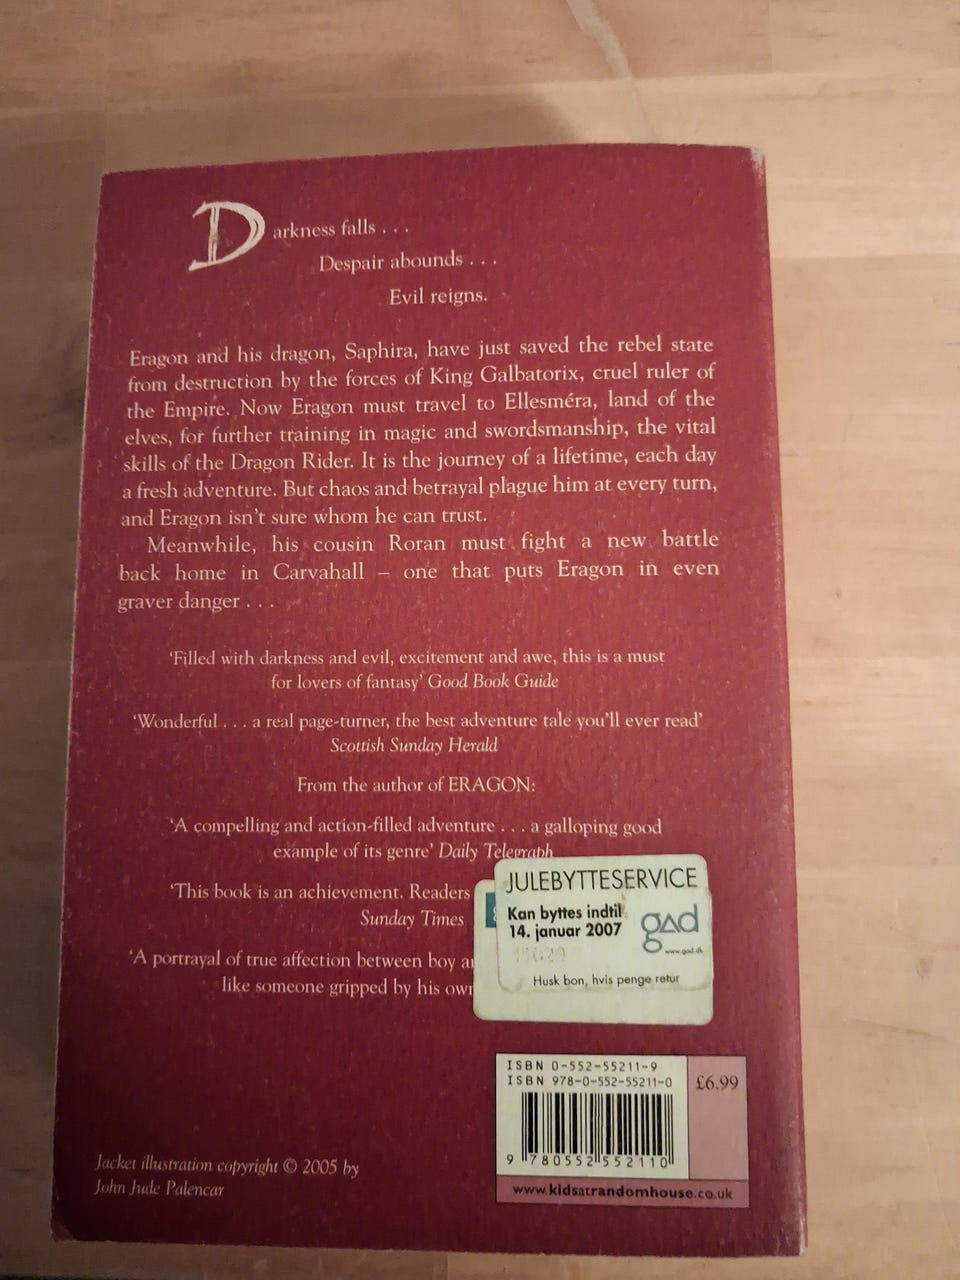 Darkness falls . . .
Despair abounds . . .
Evil reigns.
Eragon and his dragon, Saphira, have just saved the rebel state
from destruction by the forces of King Galbatorix, cruel ruler of
the Empire. Now Eragon must travel to Ellesméra, land of the
elves, for further training in magic and swordsmanship, the vital
skills of the Dragon Rider. It is the journey of a lifetime, each day
a fresh adventure. But chaos and betrayal plague him at every turn,
and Eragon isn't sure whom he can trust.
Meanwhile, his cousin Roran must fight a new battle
back home in Carvahall – one that puts Eragon in even
graver danger . . .
'Filled with darkness and evil, excitement and awe, this is a must
for lovers of fantasy' Good Book Guide
'Wonderful . . . a real page-turner, the best adventure tale you'll ever read'
Scottish Sunday Herald
From the author of ERAGON:
'A compelling and action-filled adventure . . . a galloping good
example of its genre' Daily Telegraph
'This book is an achievement. Readers
Sunday Times
'A portrayal of true affection between boy
like someone gripped by his own
JULEBYTTESERVICE
Kan byttes indtil
14. januar 2007
gad
www.gad.dk
Husk bon, hvis penge retur
ISBN 0-552-55211-9
ISBN 978-0-552-55211-0
£6.99
9 780552 552110
www.kidsatrandomhouse.co.uk
Jacket illustration copyright © 2005 by
John Jude Palencar